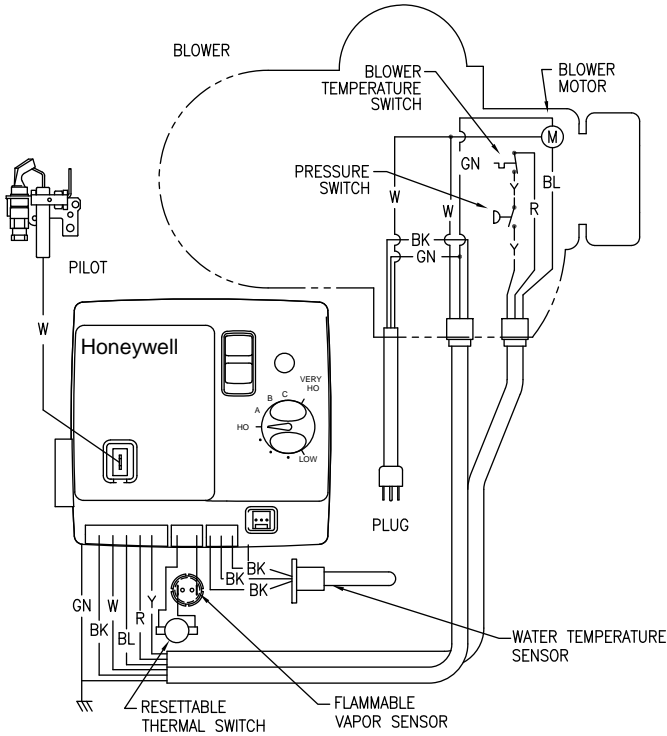 BLOWER
BLOWER
TEMPERATURE
SWITCH
BLOWER
MOTOR
M
GN
PRESSURE
SWITCH
Y
W
W
R
BL
BK
GN
Y
PILOT
W
Honeywell
VERY
HO
C
B
A
HO
LOW
PLUG
BK
BK
BK
GN
W
Y
BK
BL
R
WATER TEMPERATURE
SENSOR
RESETTABLE
THERMAL SWITCH
FLAMMABLE
VAPOR SENSOR